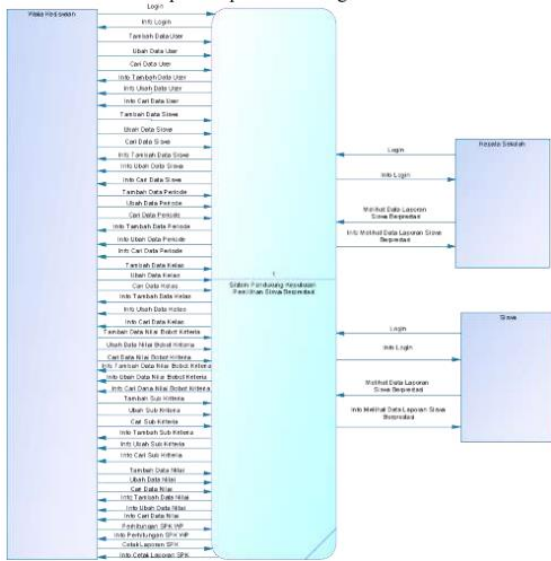 Login
Waka Kesiswaan
Info Login
Tambah Data User
Ubah Data User
Cari Data User
Info Tambah Data User
Info Ubah Data User
Info Cari Data User
Tambah Data Siswa
Ubah Data Siswa
Cari Data Siswa
Info Tambah Data Siswa
Info Ubah Data Siswa
Info Cari Data Siswa
Tambah Data Periode
Ubah Data Periode
Cari Data Periode
Info Tambah Data Periode
Info Ubah Data Periode
Info Cari Data Periode
Tambah Data Kelas
Ubah Data Kelas
Cari Data Kelas
Info Tambah Data Kelas
Info Ubah Data Kelas
Info Cari Data Kelas
Tambah Data Nilai Bobot Kriteria
Ubah Data Nilai Bobot Kriteria
Cari Data Nilai Bobot Kriteria
Info Tambah Data Nilai Bobot Kriteria
Info Ubah Data Nilai Bobot Kriteria
Info Cari Dana Nilai Bobot Kriteria
Tambah Sub Kriteria
Ubah Sub Kriteria
Cari Sub Kriteria
Info Tambah Sub Kriteria
Info Ubah Sub Kriteria
Info Cari Sub Kriteria
Tambah Data Nilai
Ubah Data Nilai
Cari Data Nilai
Info Tambah Data Nilai
Info Ubah Data Nilai
Info Cari Data Nilai
Perhitungan SPK WP
Info Perhitungan SPK WP
Cetak Laporan SPK
Info Cetak Laporan SPK
1
Sistem Pendukung Keputusan
Pemilihan Siswa Berprestasi
Kepala Sekolah
Login
Info Login
Melihat Data Laporan
Siswa Berprestasi
Info Melihat Data Laporan Siswa
Berprestasi
Siswa
Login
Info Login
Melihat Data Laporan
Siswa Berprestasi
Info Melihat Data Laporan Siswa
Berprestasi